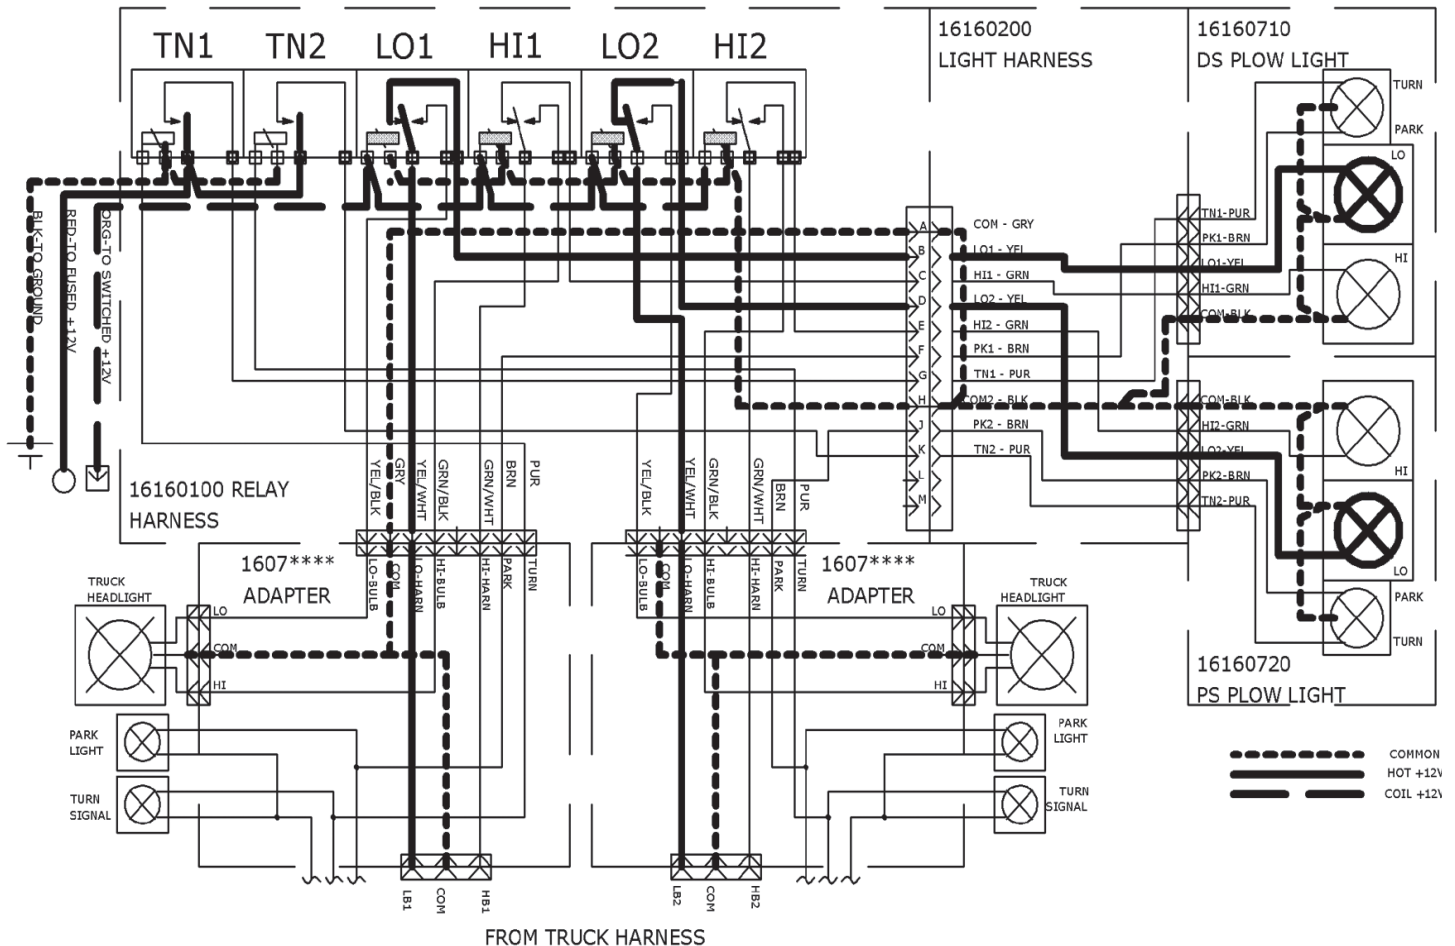 TN1 TN2 LO1 HI1 LO2 HI2
16160200
LIGHT HARNESS
16160710
DS PLOW LIGHT
TURN
PARK
LO
HI
BLK-TO GROUND
RED-TO FUSED +12V
ORG-TO SWITCHED +12V
A
B
C
D
E
F
G
H
J
K
L
M
COM - GRY
LO1 - YEL
HI1 - GRN
LO2 - YEL
HI2 - GRN
PK1 - BRN
TN1 - PUR
COM2 - BLK
PK2 - BRN
TN2 - PUR
TN1-PUR
PK1-BRN
LO1-YEL
HI1-GRN
COM-BLK
COM-BLK
HI2-GRN
LO2-YEL
PK2-BRN
TN2-PUR
HI
LO
PARK
TURN
16160720
PS PLOW LIGHT
16160100 RELAY
HARNESS
YEL/BLK
GRY
YEL/WHT
GRN/BLK
GRN/WHT
BRN
PUR
YEL/BLK
YEL/WHT
GRN/BLK
GRN/WHT
BRN
PUR
1607****
ADAPTER
LO-BULB
COM
LO-HARN
HI-BULB
HI-HARN
PARK
TURN
LO-BULB
COM
LO-HARN
HI-BULB
HI-HARN
PARK
TURN
1607****
ADAPTER
TRUCK
HEADLIGHT
LO
COM
HI
LO
COM
HI
TRUCK
HEADLIGHT
PARK
LIGHT
TURN
SIGNAL
PARK
LIGHT
TURN
SIGNAL
LB1
COM
HB1
LB2
COM
HB2
FROM TRUCK HARNESS
COMMON
HOT +12V
COIL +12V